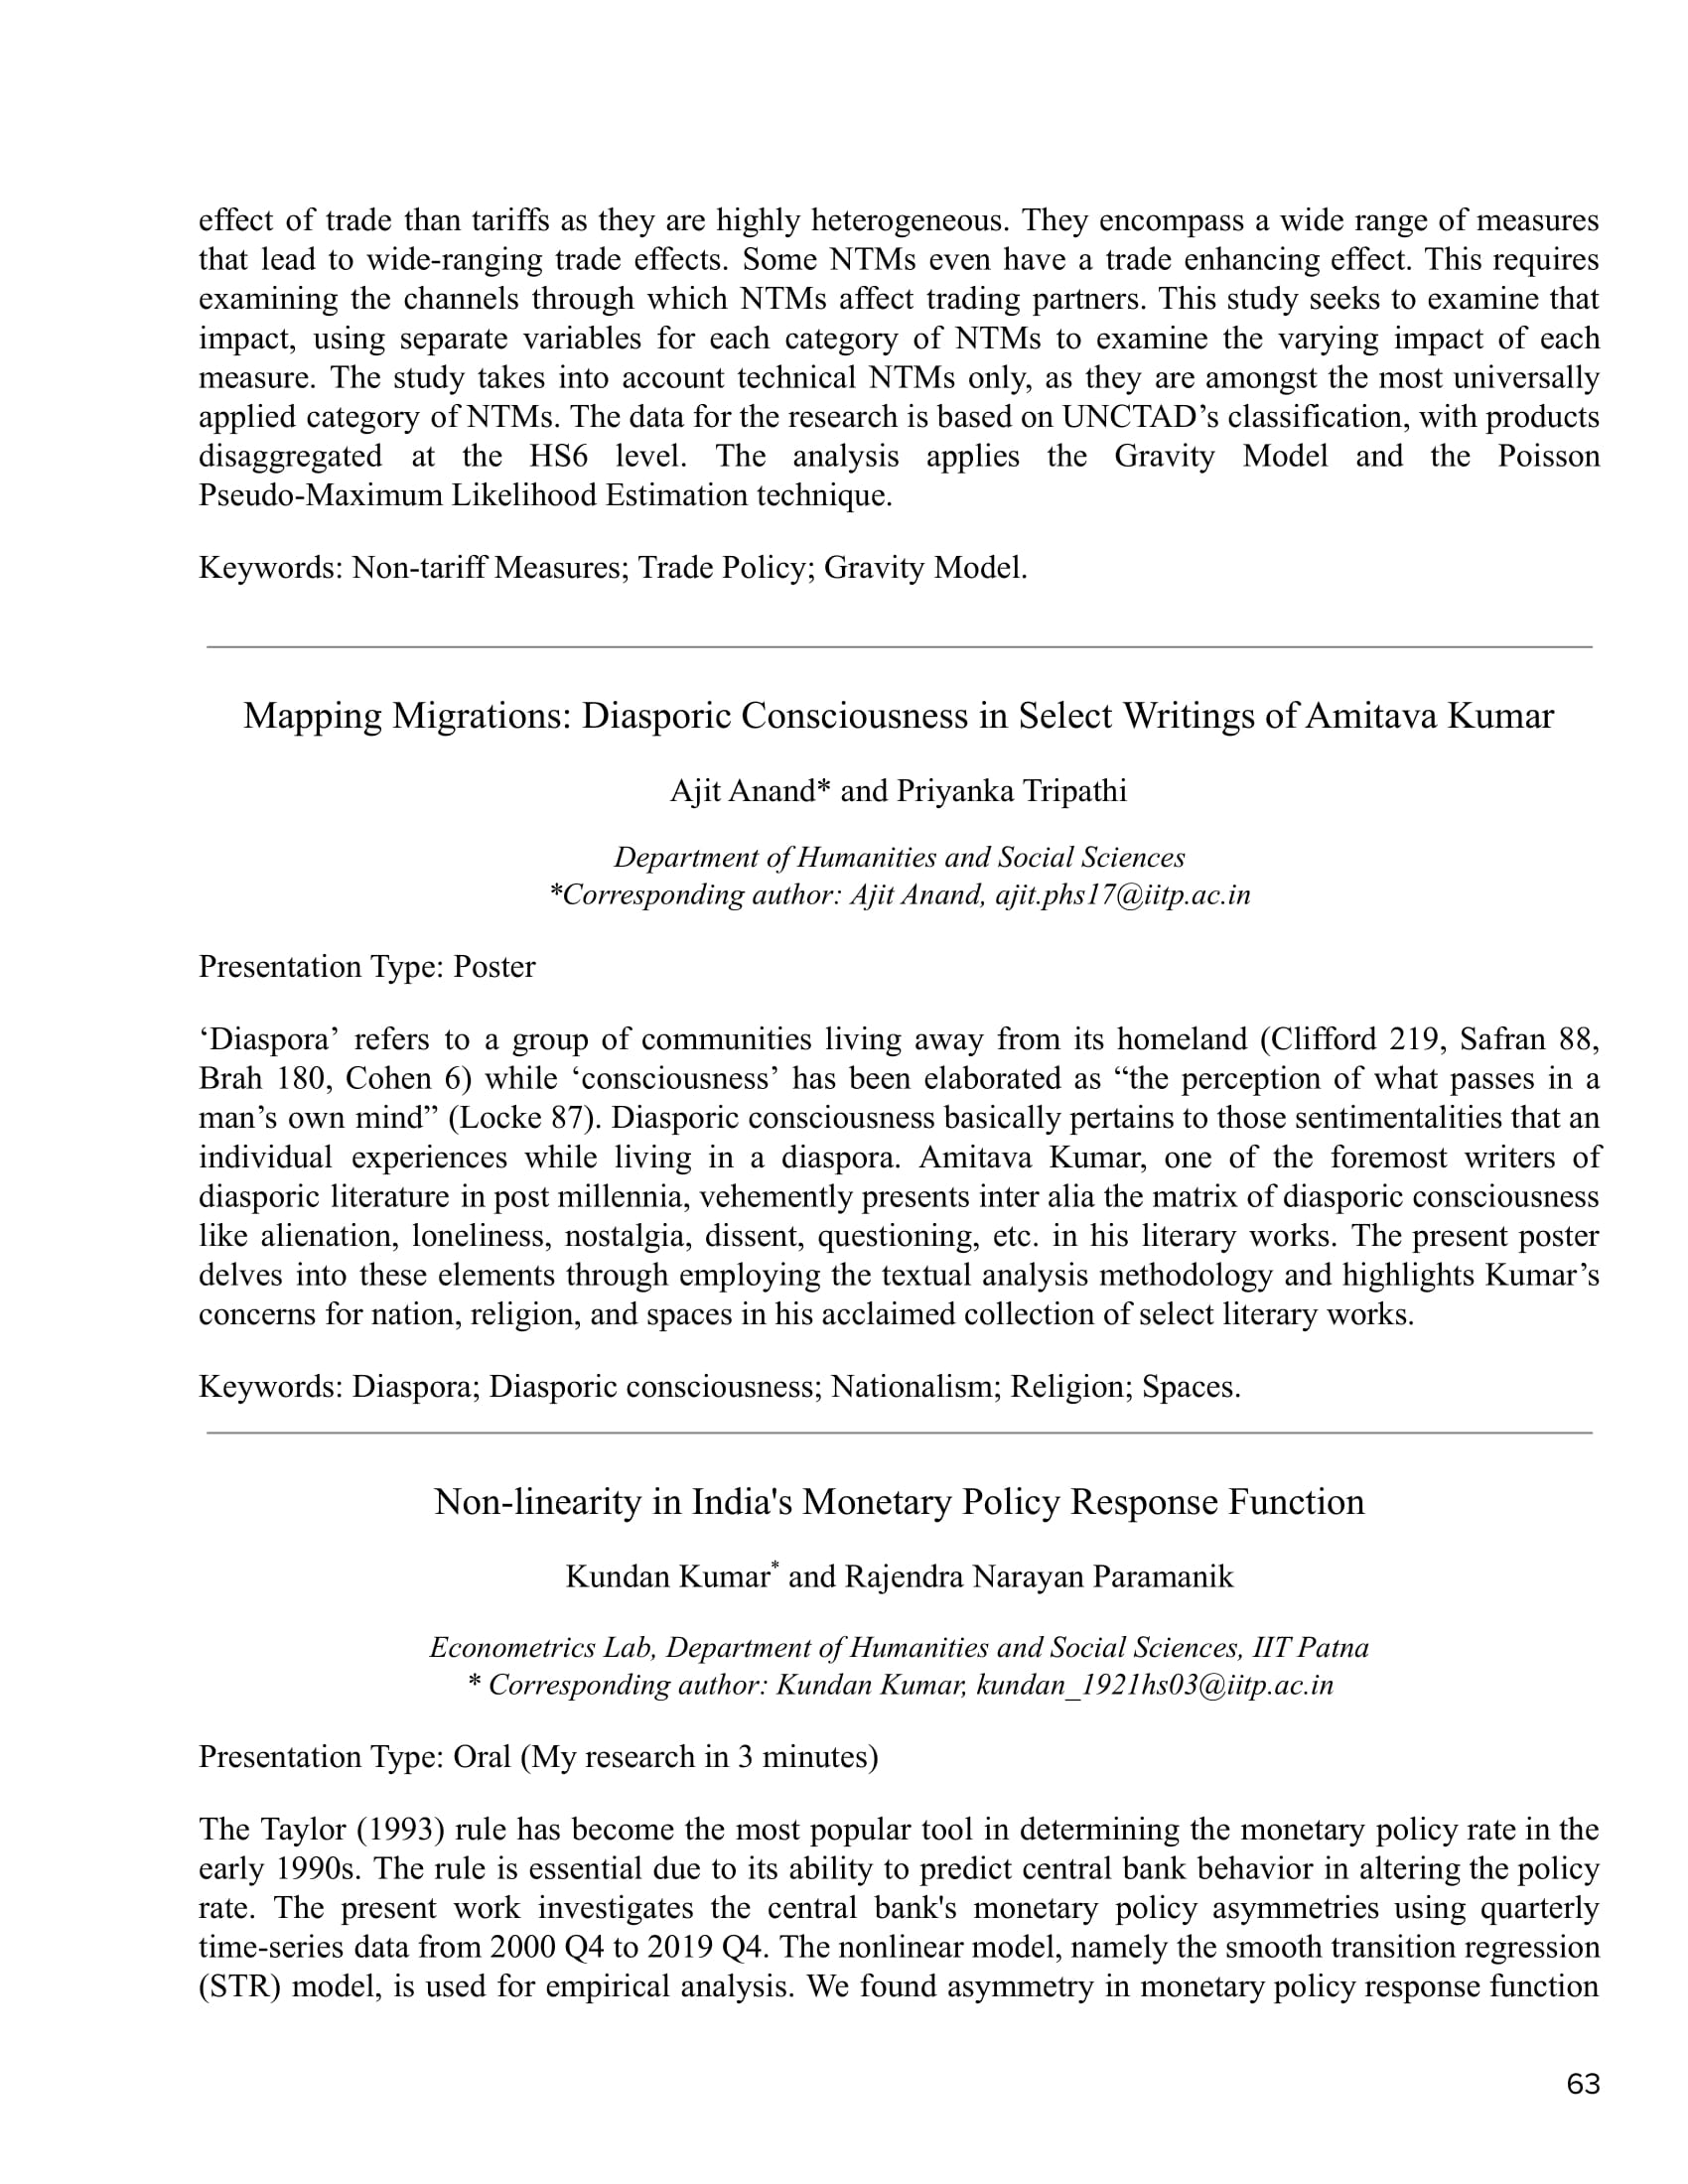 effect of trade than tariffs as they are highly heterogeneous. They encompass a wide range of measures
that lead to wide-ranging trade effects. Some NTMs even have a trade enhancing effect. This requires
examining the channels through which NTMs affect trading partners. This study seeks to examine that
impact, using separate variables for each category of NTMs to examine the varying impact of each
measure. The study takes into account technical NTMs only, as they are amongst the most universally
applied category of NTMs. The data for the research is based on UNCTAD’s classification, with products
disaggregated at the HS6 level. The analysis applies the Gravity Model and the Poisson
Pseudo-Maximum Likelihood Estimation technique.
Keywords: Non-tariff Measures; Trade Policy; Gravity Model.
Mapping Migrations: Diasporic Consciousness in Select Writings of Amitava Kumar
Ajit Anand* and Priyanka Tripathi
Department of Humanities and Social Sciences
*Corresponding author: Ajit Anand, ajit.phs17@iitp.ac.in
Presentation Type: Poster
‘Diaspora’ refers to a group of communities living away from its homeland (Clifford 219, Safran 88,
Brah 180, Cohen 6) while ‘consciousness’ has been elaborated as “the perception of what passes in a
man’s own mind” (Locke 87). Diasporic consciousness basically pertains to those sentimentalities that an
individual experiences while living in a diaspora. Amitava Kumar, one of the foremost writers of
diasporic literature in post millennia, vehemently presents inter alia the matrix of diasporic consciousness
like alienation, loneliness, nostalgia, dissent, questioning, etc. in his literary works. The present poster
delves into these elements through employing the textual analysis methodology and highlights Kumar’s
concerns for nation, religion, and spaces in his acclaimed collection of select literary works.
Keywords: Diaspora; Diasporic consciousness; Nationalism; Religion; Spaces.
Non-linearity in India's Monetary Policy Response Function
Kundan Kumar* and Rajendra Narayan Paramanik
Econometrics Lab, Department of Humanities and Social Sciences, IIT Patna
* Corresponding author: Kundan Kumar, kundan_1921hs03@iitp.ac.in
Presentation Type: Oral (My research in 3 minutes)
The Taylor (1993) rule has become the most popular tool in determining the monetary policy rate in the
early 1990s. The rule is essential due to its ability to predict central bank behavior in altering the policy
rate. The present work investigates the central bank's monetary policy asymmetries using quarterly
time-series data from 2000 Q4 to 2019 Q4. The nonlinear model, namely the smooth transition regression
(STR) model, is used for empirical analysis. We found asymmetry in monetary policy response function
63